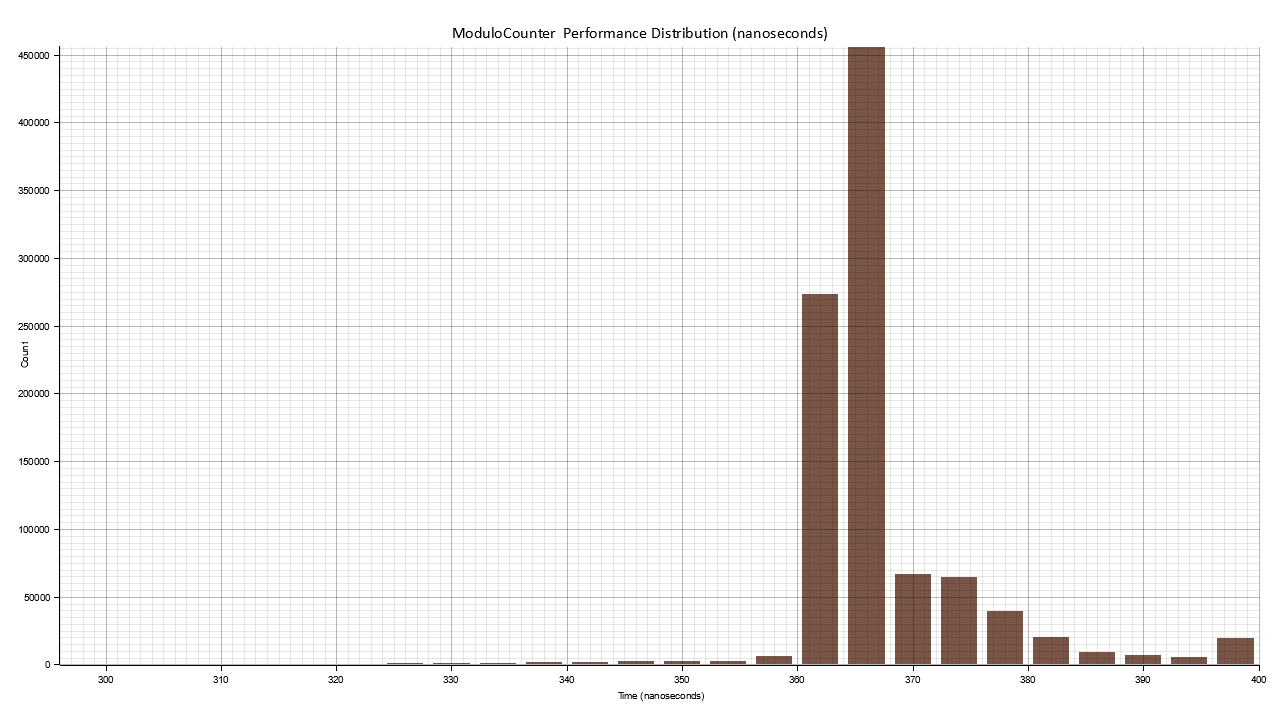 ModuloCounter  Performance Distribution (nanoseconds)
450000
400000
350000
300000
250000
200000
150000
100000
50000
0
Count
300 310 320 330 340 350 360 370 380 390 400
Time (nanoseconds)